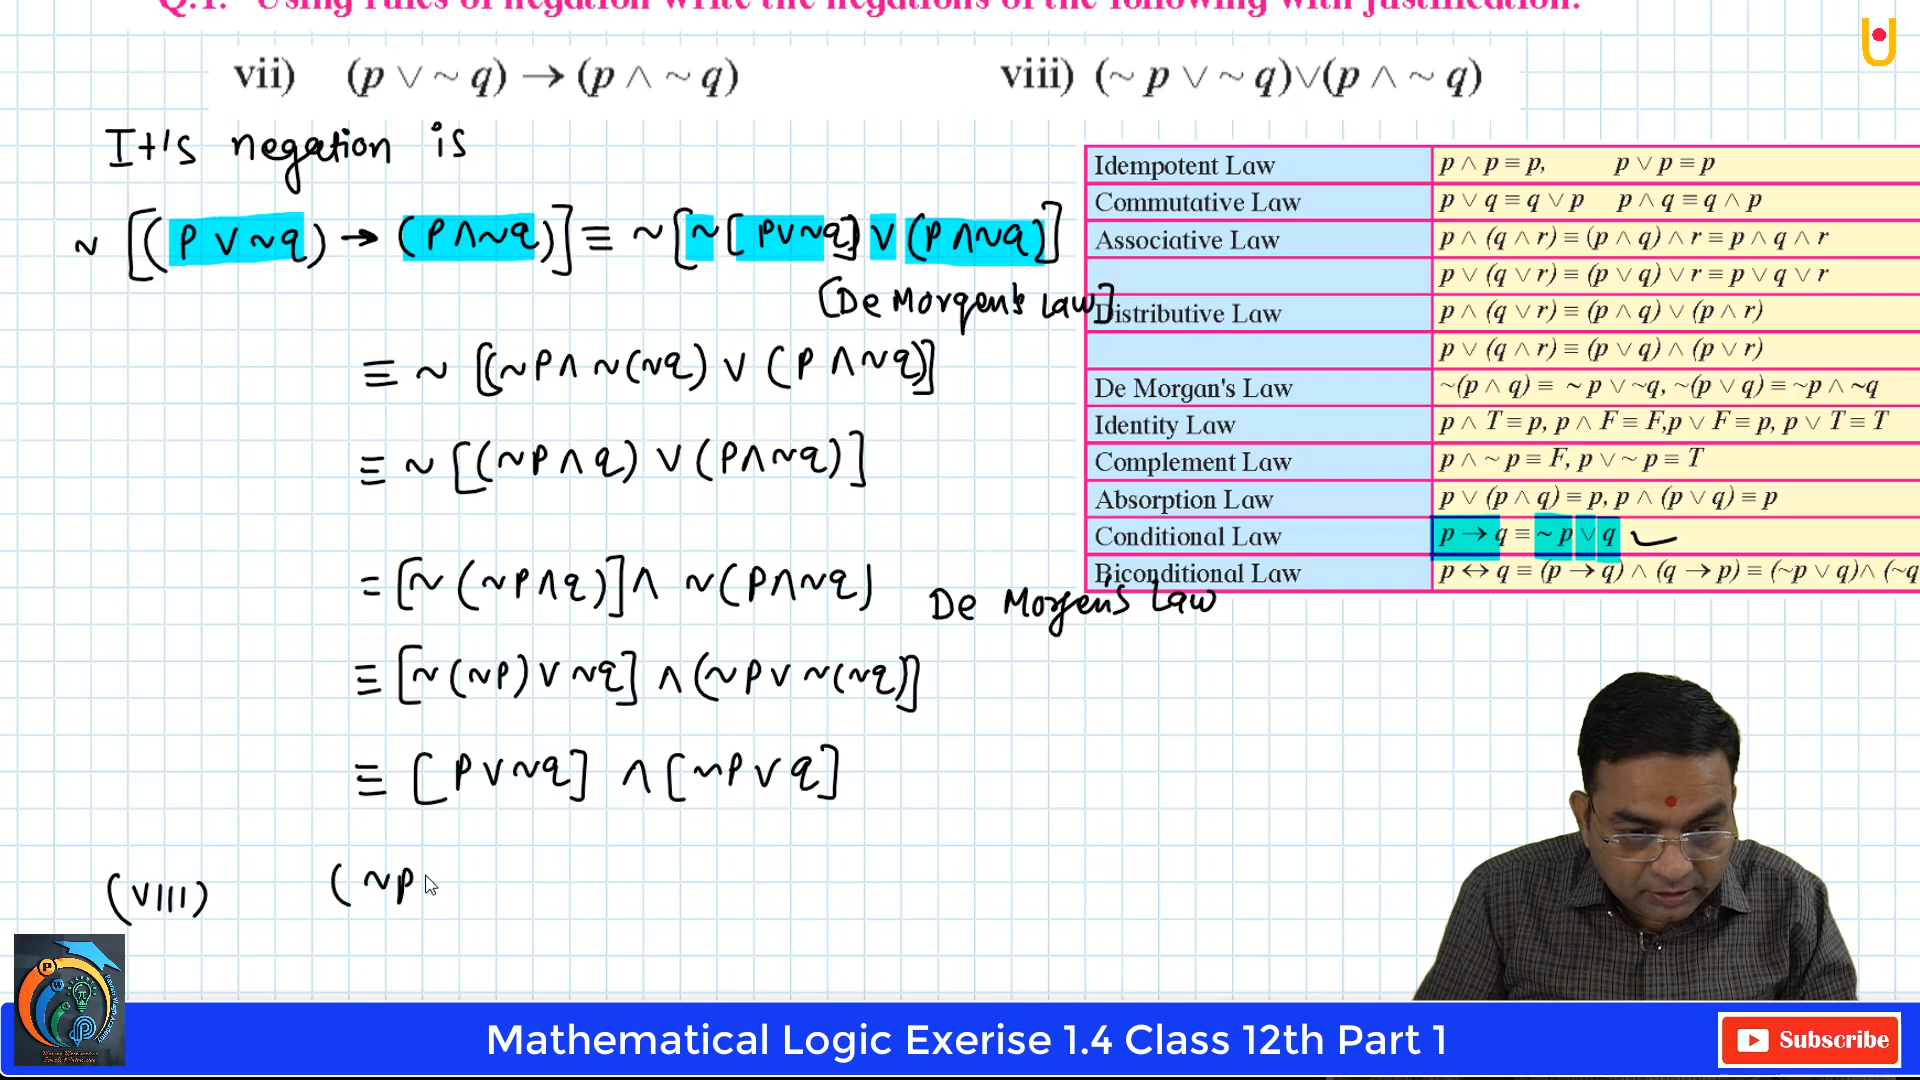 Q.1. Using rules of negation write the negations of the following with justification.
vii) (p ∨ ~ q) → (p ∧ ~ q)
viii) (~ p ∨ ~ q)∨(p ∧ ~ q)
It's negation is
~ [(p ∨ ~q) → (p ∧ ~q)] ≡ ~ [~ [p ∨ ~q] ∨ (p ∧ ~q)]
[De Morgen's Law]
≡ ~ [(~p ∧ ~(~q) ∨ (p ∧ ~q)]
≡ ~ [(~p ∧ q) ∨ (p ∧ ~q)]
= [~ (~p ∧ q)] ∧ ~(p ∧ ~q)
De Morgen's Law
≡ [~ (~p) ∨ ~q] ∧ (~p ∨ ~(~q)]
≡ [p ∨ ~q] ∧ [~p ∨ q]
(VIII) (~p
Idempotent Law p ∧ p ≡ p, p ∨ p ≡ p
Commutative Law p ∨ q ≡ q ∨ p p ∧ q ≡ q ∧ p
Associative Law p ∧ (q ∧ r) ≡ (p ∧ q) ∧ r ≡ p ∧ q ∧ r
p ∨ (q ∨ r) ≡ (p ∨ q) ∨ r ≡ p ∨ q ∨ r
Distributive Law p ∧ (q ∨ r) ≡ (p ∧ q) ∨ (p ∧ r)
p ∨ (q ∧ r) ≡ (p ∨ q) ∧ (p ∨ r)
De Morgan's Law ~(p ∧ q) ≡ ~ p ∨ ~q, ~(p ∨ q) ≡ ~p ∧ ~q
Identity Law p ∧ T ≡ p, p ∧ F ≡ F, p ∨ F ≡ p, p ∨ T ≡ T
Complement Law p ∧ ~ p ≡ F, p ∨ ~ p ≡ T
Absorption Law p ∨ (p ∧ q) ≡ p, p ∧ (p ∨ q) ≡ p
Conditional Law p → q ≡ ~ p ∨ q
Biconditional Law p ↔ q ≡ (p → q) ∧ (q → p) ≡ (~p ∨ q) ∧ (~q
Mathematical Logic Exerise 1.4 Class 12th Part 1
Subscribe